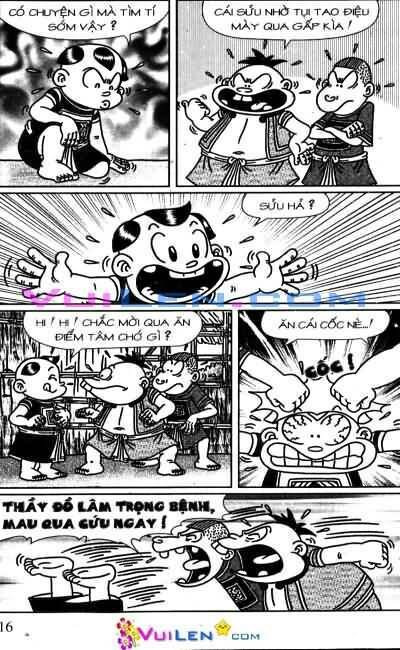 CÓ CHUYỆN GÌ MÀ TÌM TÍ
SỚM VẬY ?
CÁI SỬU NHỜ TỤI TAO ĐIỆU
MÀY QUA GẤP KÌA !
SỬU HẢ ?
VUILEN.COM
HI ! HI ! CHẮC MỜI QUA ĂN
ĐIỂM TÂM CHỚ GÌ ?
ĂN CÁI CỐC NÈ...!
CỐC !
THẦY ĐỒ LÂM TRỌNG BỆNH,
MAU QUA CỨU NGAY !
16
VUILEN.COM